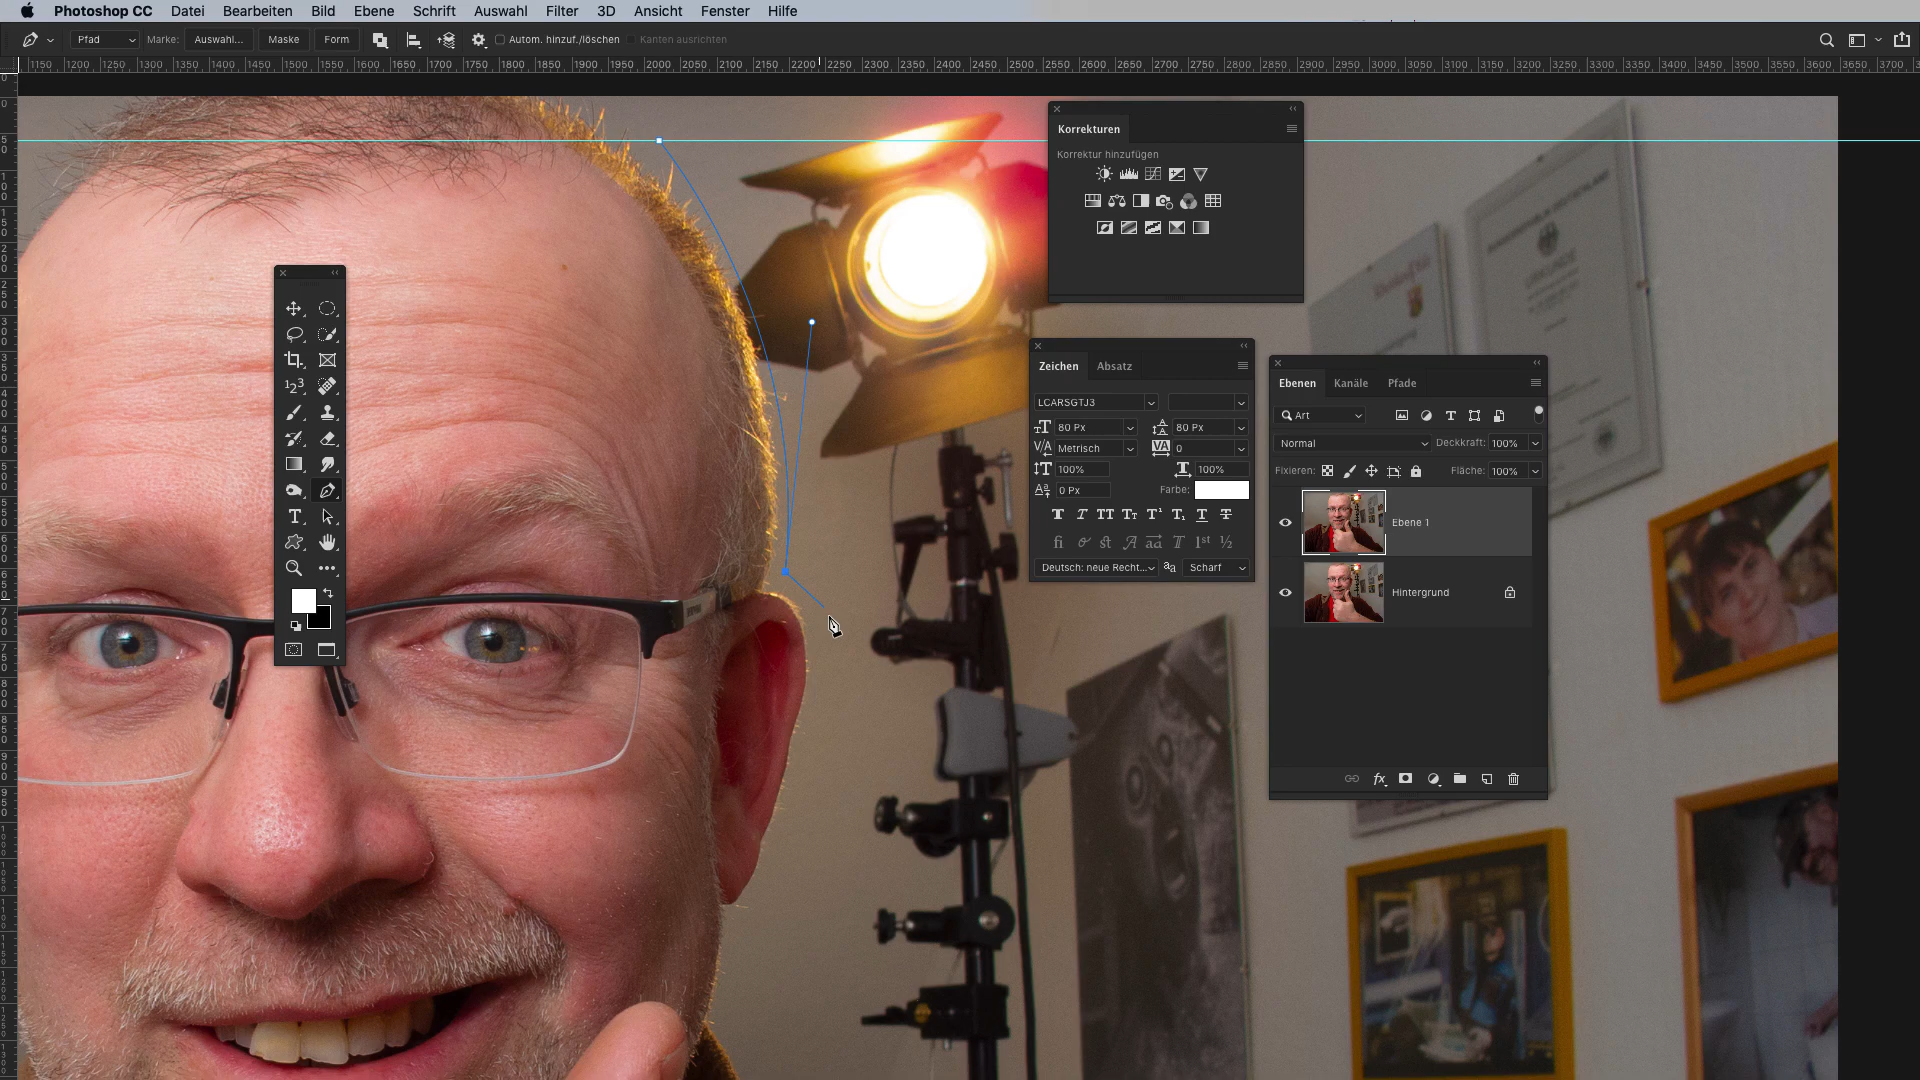 Photoshop CC Datei Bearbeiten Bild Ebene Schrift Auswahl Filter 3D Ansicht Fenster Hilfe
Pfad Marke: Auswahl... Maske Form Autom. hinzuf./löschen Kanten ausrichten
1150 1200 1250 1300 1350 1400 1450 1500 1550 1600 1650 1700 1750 1800 1850 1900 1950 2000 2050 2100 2150 2200 2250 2300 2350 2400 2450 2500 2550 2600 2650 2700 2750 2800 2850 2900 2950 3000 3050 3100 3150 3200 3250 3300 3350 3400 3450 3500 3550 3600 3650 3700
Korrekturen
Korrektur hinzufügen
URKUNDE
Zeichen Absatz
LCARSGTJ3
80 Px 80 Px
Metrisch 0
100% 100%
0 Px Farbe:
Deutsch: neue Recht... aa Scharf
Ebenen Kanäle Pfade
Art
Normal Deckkraft: 100%
Fixieren: Fläche: 100%
Ebene 1
Hintergrund